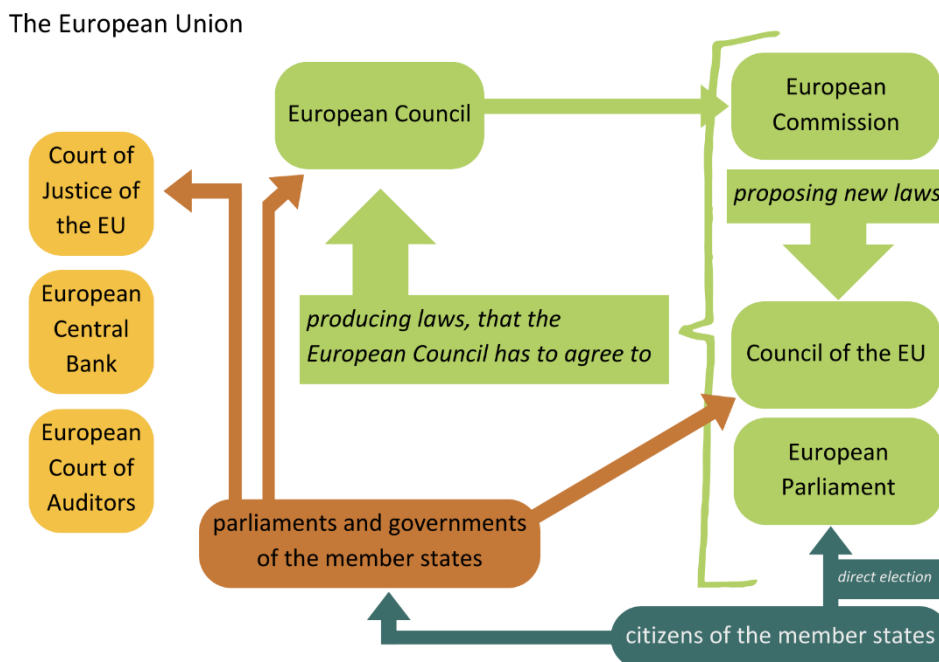 The European Union
European Council
European
Commission
Court of
Justice of
the EU
proposing new laws
European
Central
Bank
producing laws, that the
European Council has to agree to
Council of the EU
European
Court of
Auditors
European
Parliament
parliaments and governments
of the member states
direct election
citizens of the member states